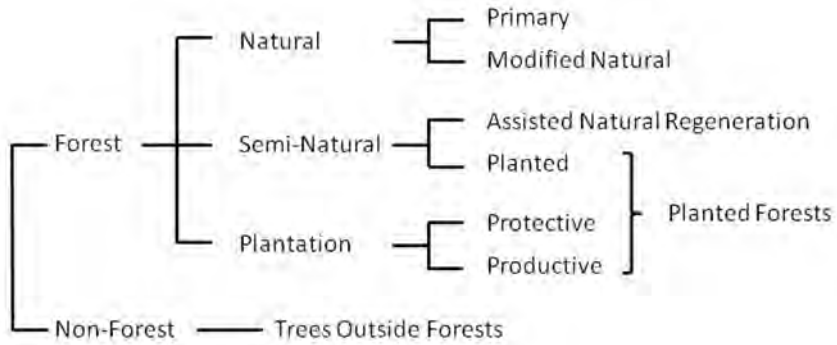 Primary
Natural
Modified Natural
Assisted Natural Regeneration
Forest
Semi-Natural
Planted
Planted Forests
Protective
Plantation
Productive
Non-Forest
Trees Outside Forests